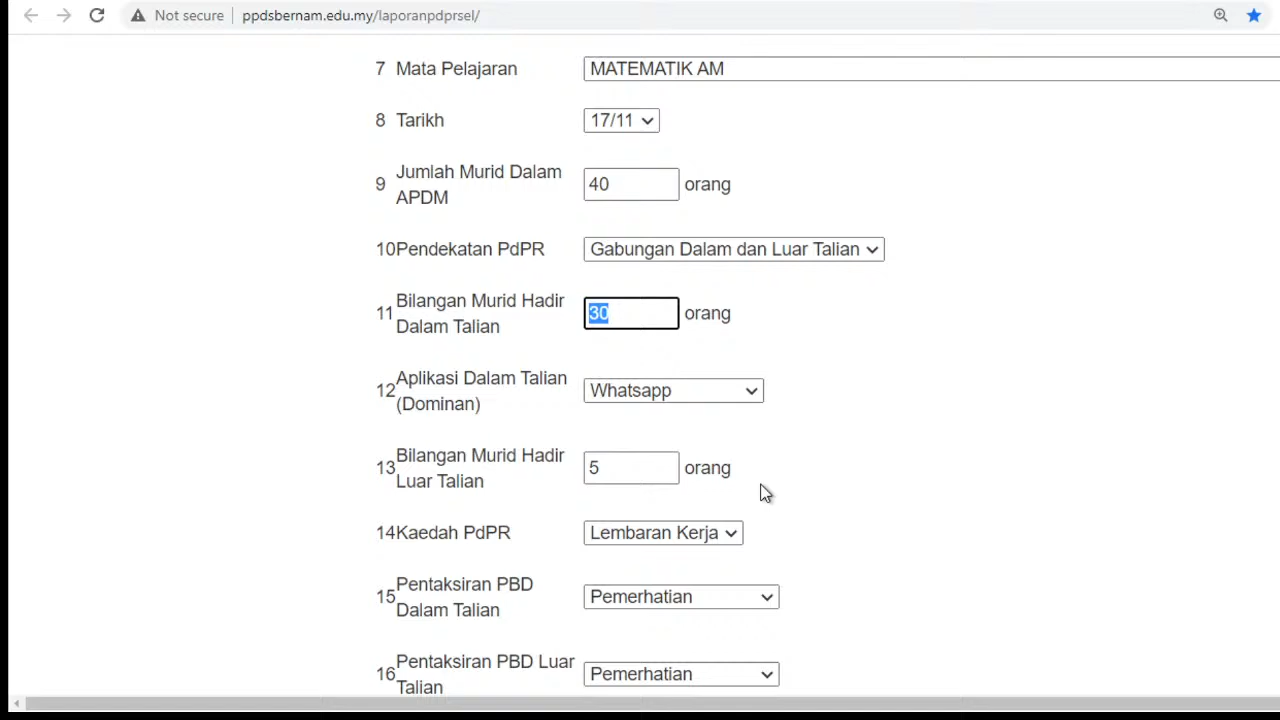 Not secure ppdsbernam.edu.my/laporanpdprsel/
7 Mata Pelajaran MATEMATIK AM
8 Tarikh 17/11
Jumlah Murid Dalam
9 APDM 40 orang
10 Pendekatan PdPR Gabungan Dalam dan Luar Talian
Bilangan Murid Hadir
11 Dalam Talian 30 orang
Aplikasi Dalam Talian
12 (Dominan) Whatsapp
Bilangan Murid Hadir
13 Luar Talian 5 orang
14 Kaedah PdPR Lembaran Kerja
Pentaksiran PBD
15 Dalam Talian Pemerhatian
Pentaksiran PBD Luar
16 Talian Pemerhatian